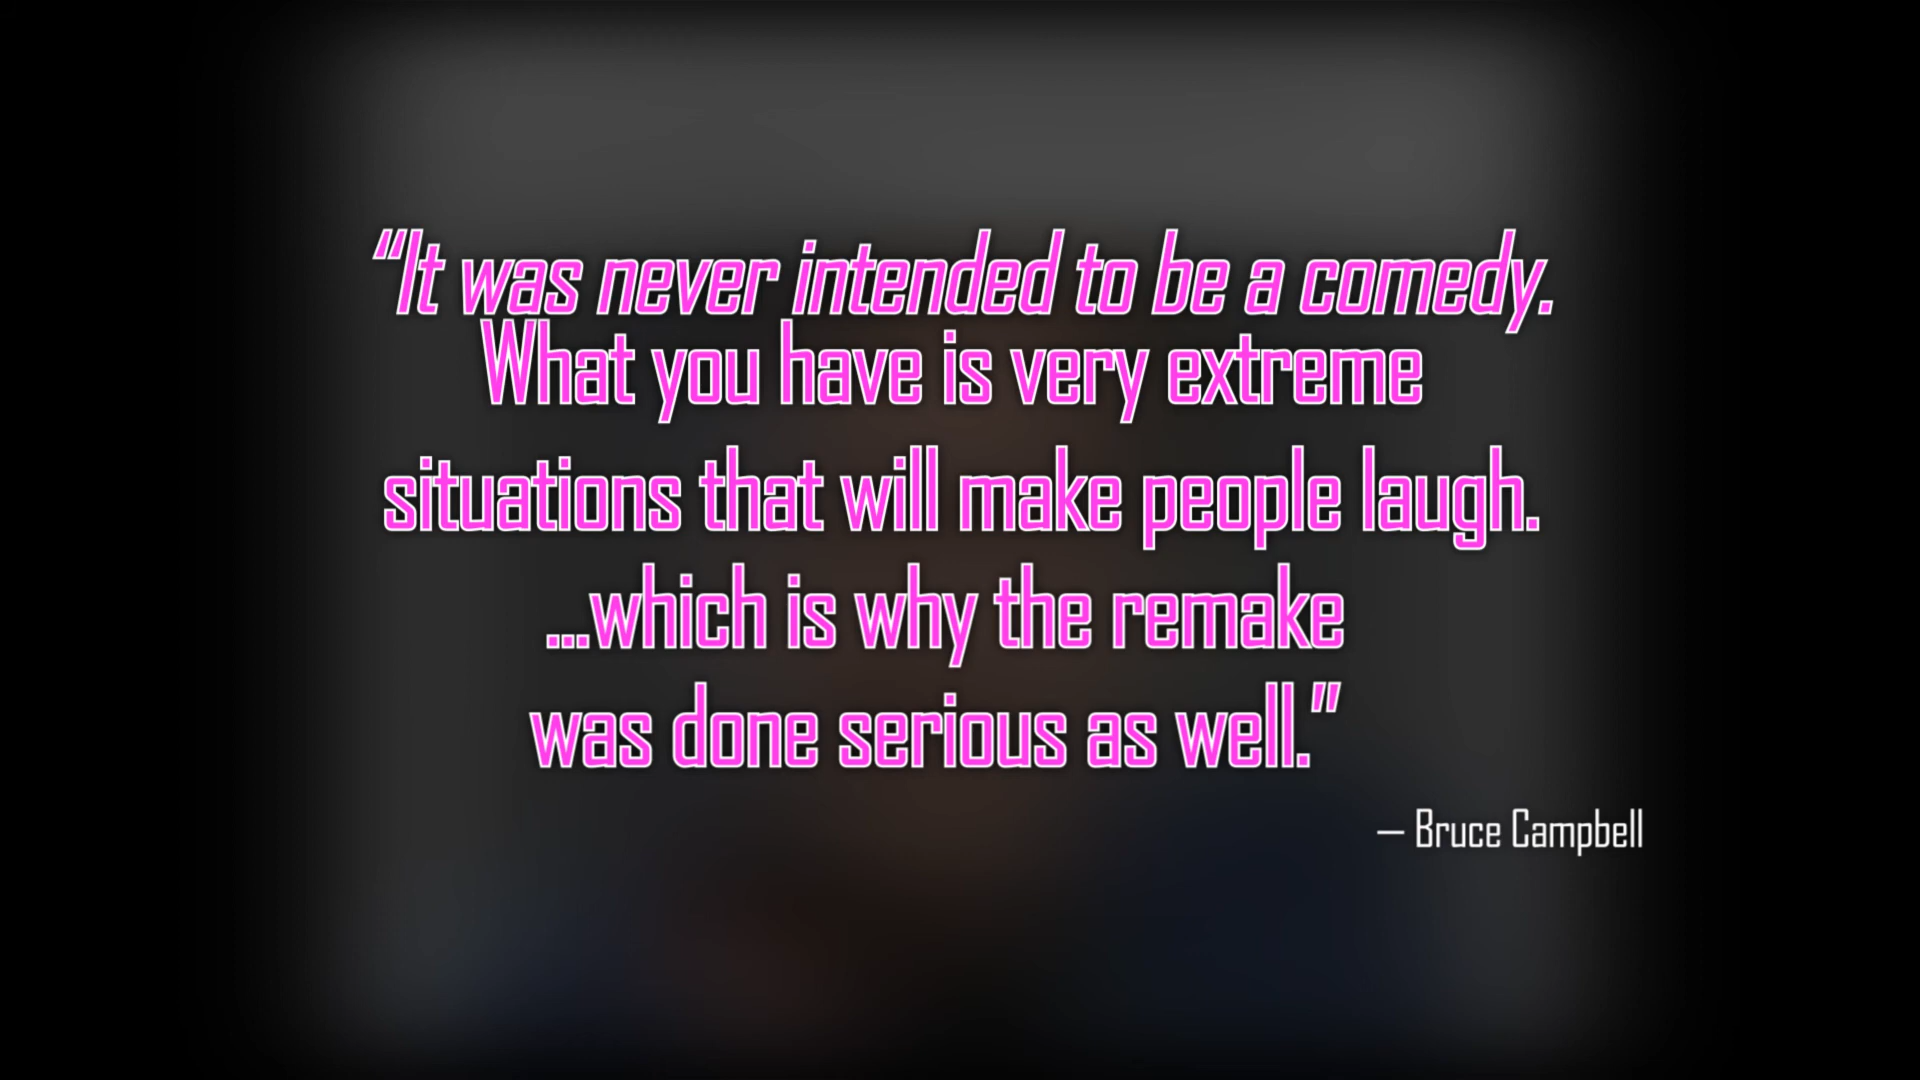 “It was never intended to be a comedy.
What you have is very extreme
situations that will make people laugh.
...which is why the remake
was done serious as well.”
— Bruce Campbell